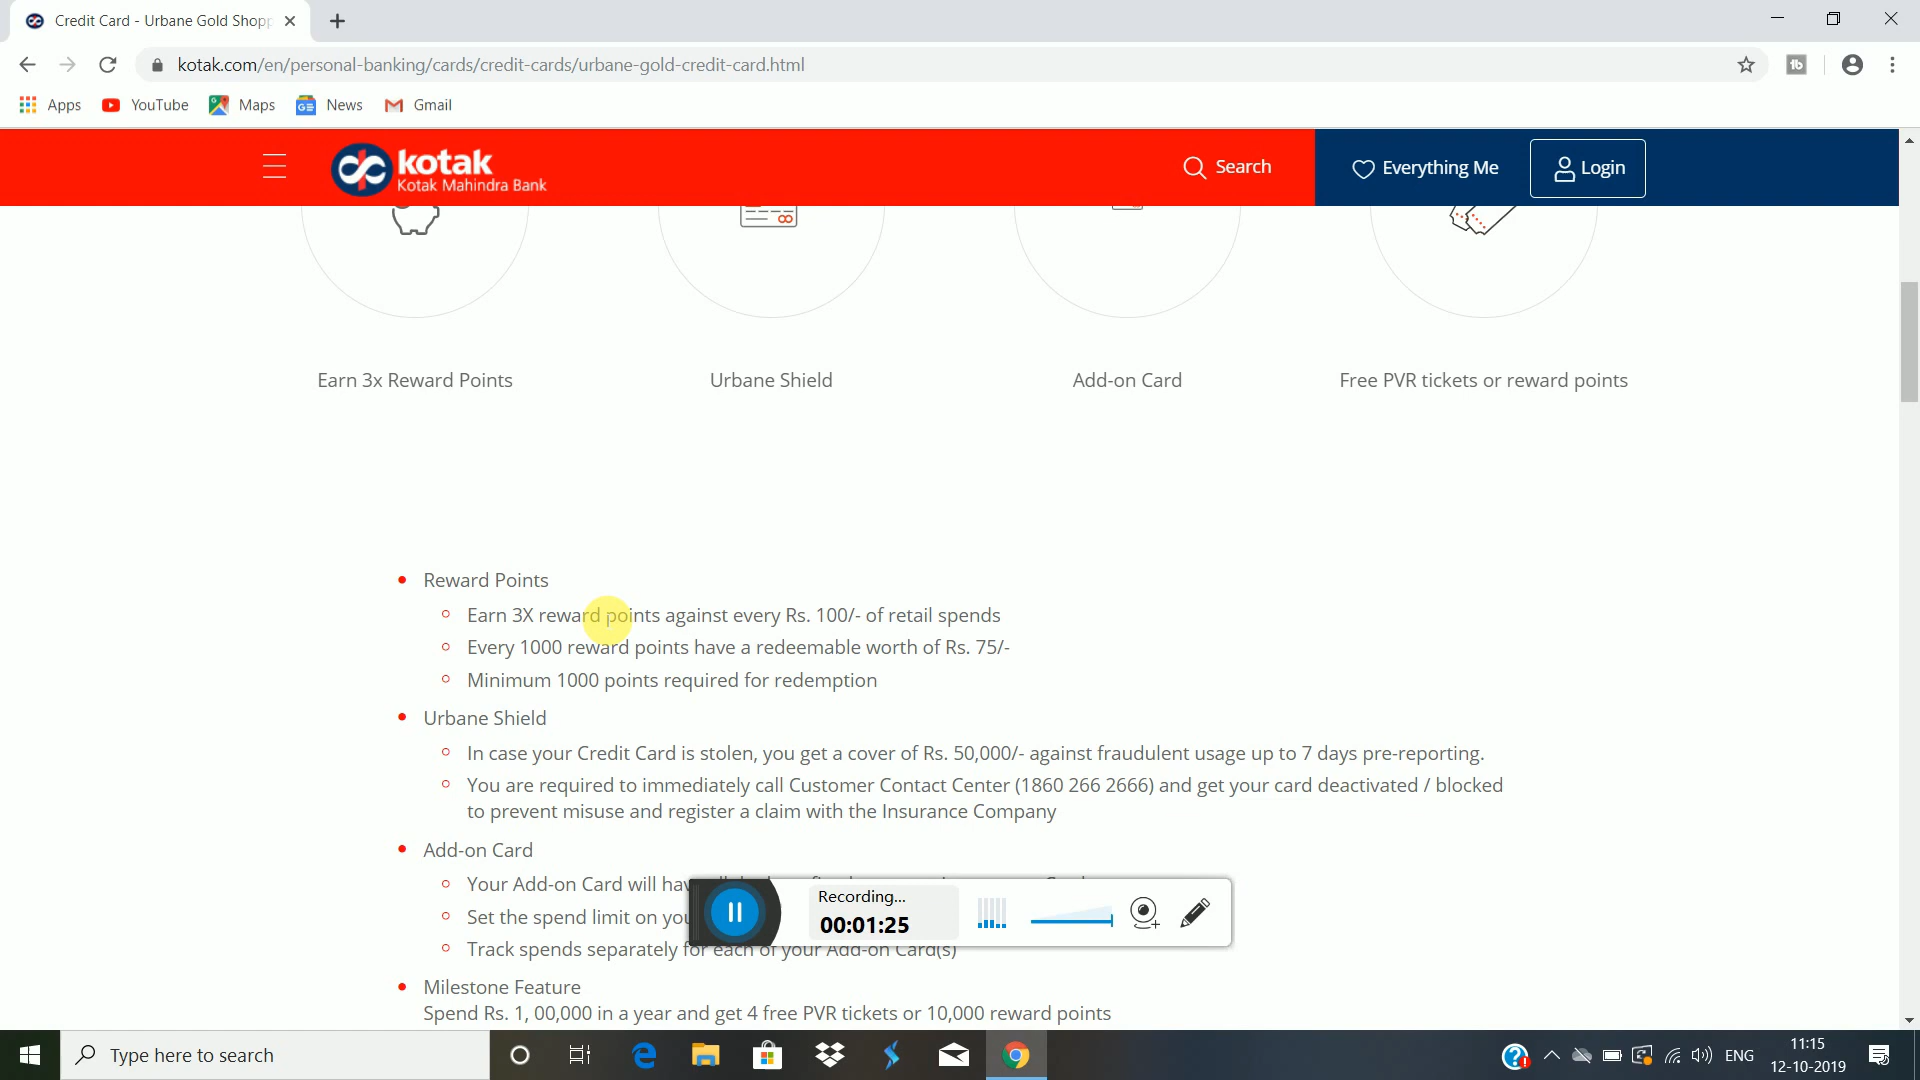 Credit Card - Urbane Gold Shopp
kotak.com/en/personal-banking/cards/credit-cards/urbane-gold-credit-card.html
Apps YouTube Maps News Gmail
kotak
Kotak Mahindra Bank
Search
Everything Me
Login
Earn 3x Reward Points
Urbane Shield
Add-on Card
Free PVR tickets or reward points
Reward Points
Earn 3X reward points against every Rs. 100/- of retail spends
Every 1000 reward points have a redeemable worth of Rs. 75/-
Minimum 1000 points required for redemption
Urbane Shield
In case your Credit Card is stolen, you get a cover of Rs. 50,000/- against fraudulent usage up to 7 days pre-reporting.
You are required to immediately call Customer Contact Center (1860 266 2666) and get your card deactivated / blocked
to prevent misuse and register a claim with the Insurance Company
Add-on Card
Your Add-on Card will
Set the spend limit on
Track spends separately for each of your Add-on Card(s)
Recording...
00:01:25
Milestone Feature
Spend Rs. 1, 00,000 in a year and get 4 free PVR tickets or 10,000 reward points
Type here to search
ENG
11:15
12-10-2019